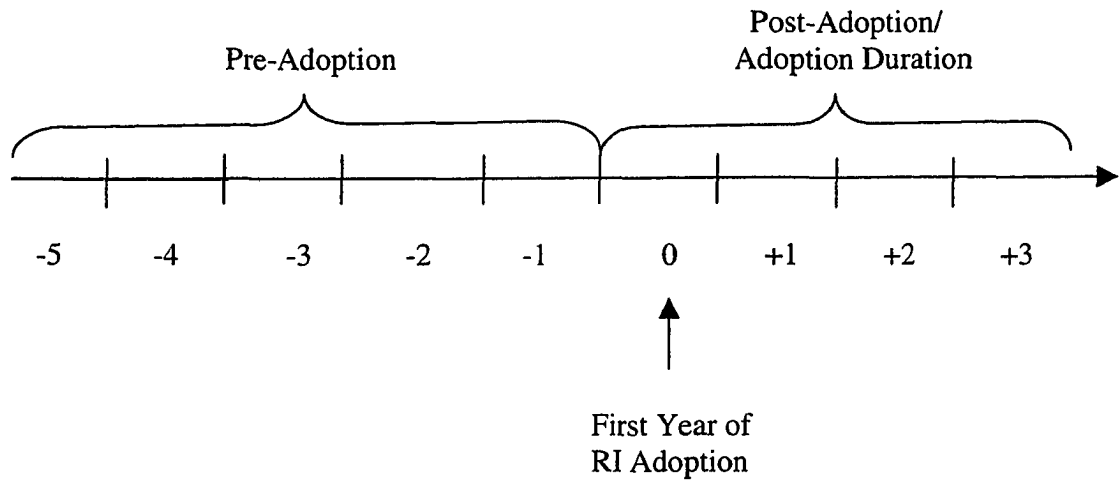 Post-Adoption/
Pre-Adoption Adoption Duration
-5 -4 -3 -2 -1 0 +1 +2 +3
First Year of
RI Adoption